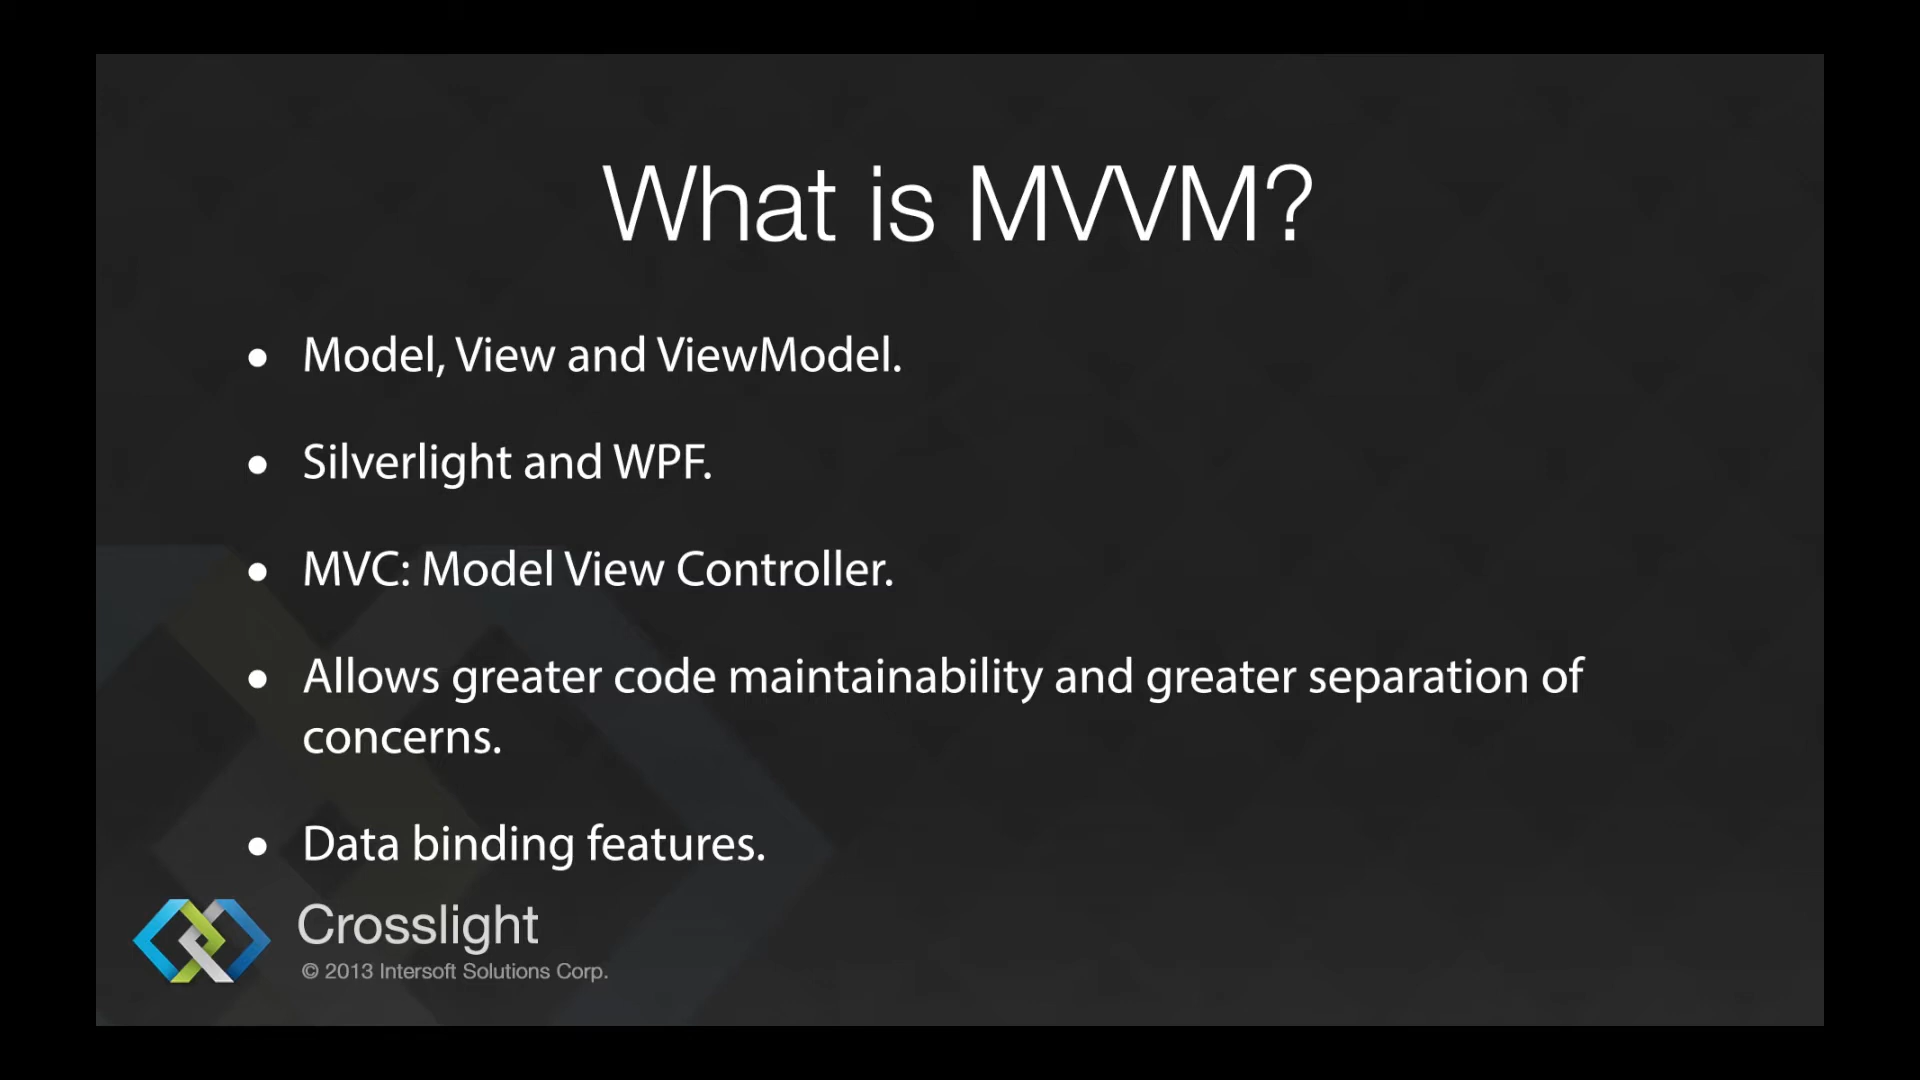 What is MVVM?
● Model, View and ViewModel.
● Silverlight and WPF.
● MVC: Model View Controller.
● Allows greater code maintainability and greater separation of
concerns.
● Data binding features.
Crosslight
© 2013 Intersoft Solutions Corp.